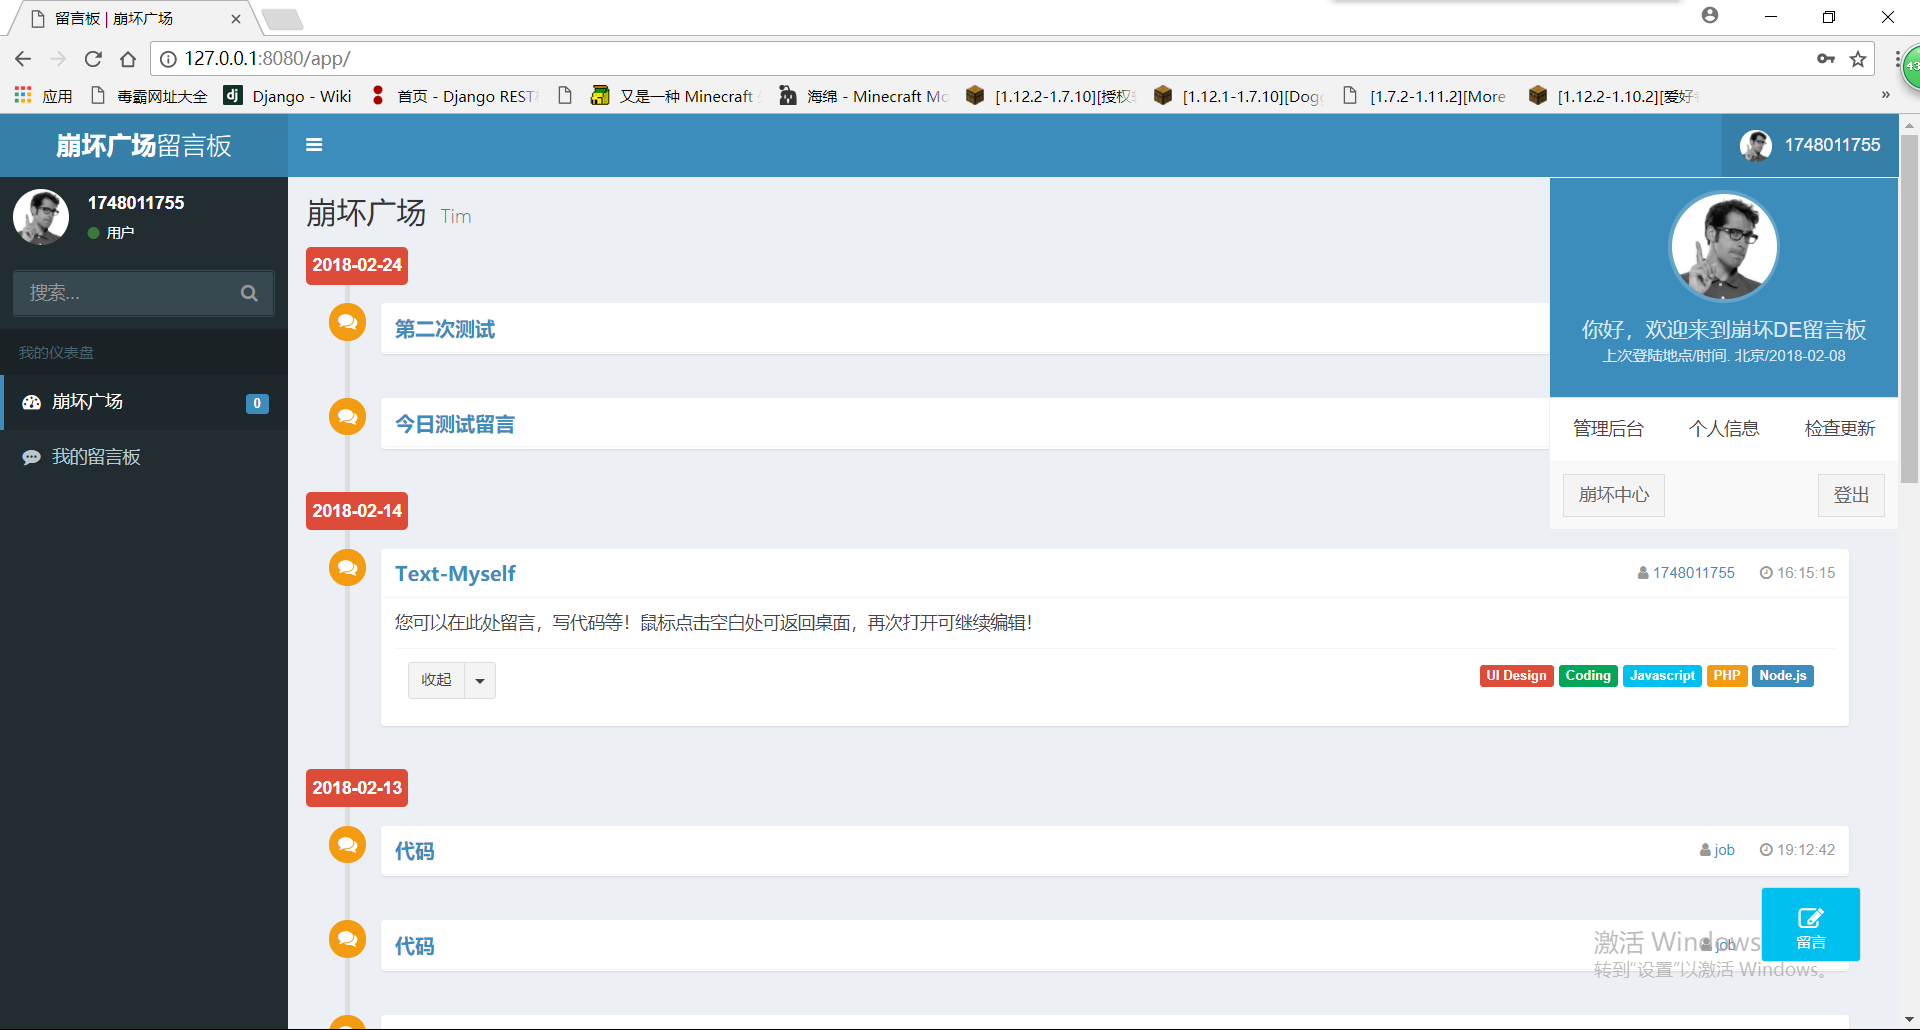 留言板 | 崩坏广场
127.0.0.1:8080/app/
43
应用 毒霸网址大全 Django - Wiki 首页 - Django REST 又是一种 Minecraft 海绵 - Minecraft Mo [1.12.2-1.7.10][授权 [1.12.1-1.7.10][Dog [1.7.2-1.11.2][More [1.12.2-1.10.2][爱好 »
崩坏广场留言板
1748011755
1748011755
用户
搜索...
我的仪表盘
崩坏广场 0
我的留言板
崩坏广场 Tim
2018-02-24
第二次测试
今日测试留言
你好，欢迎来到崩坏DE留言板
上次登陆地点/时间. 北京/2018-02-08
管理后台 个人信息 检查更新
崩坏中心 登出
2018-02-14
Text-Myself 1748011755 16:15:15
您可以在此处留言，写代码等！鼠标点击空白处可返回桌面，再次打开可继续编辑！
收起 UI Design Coding Javascript PHP Node.js
2018-02-13
代码 job 19:12:42
代码 job
留言
激活 Windows
转到“设置”以激活 Windows。